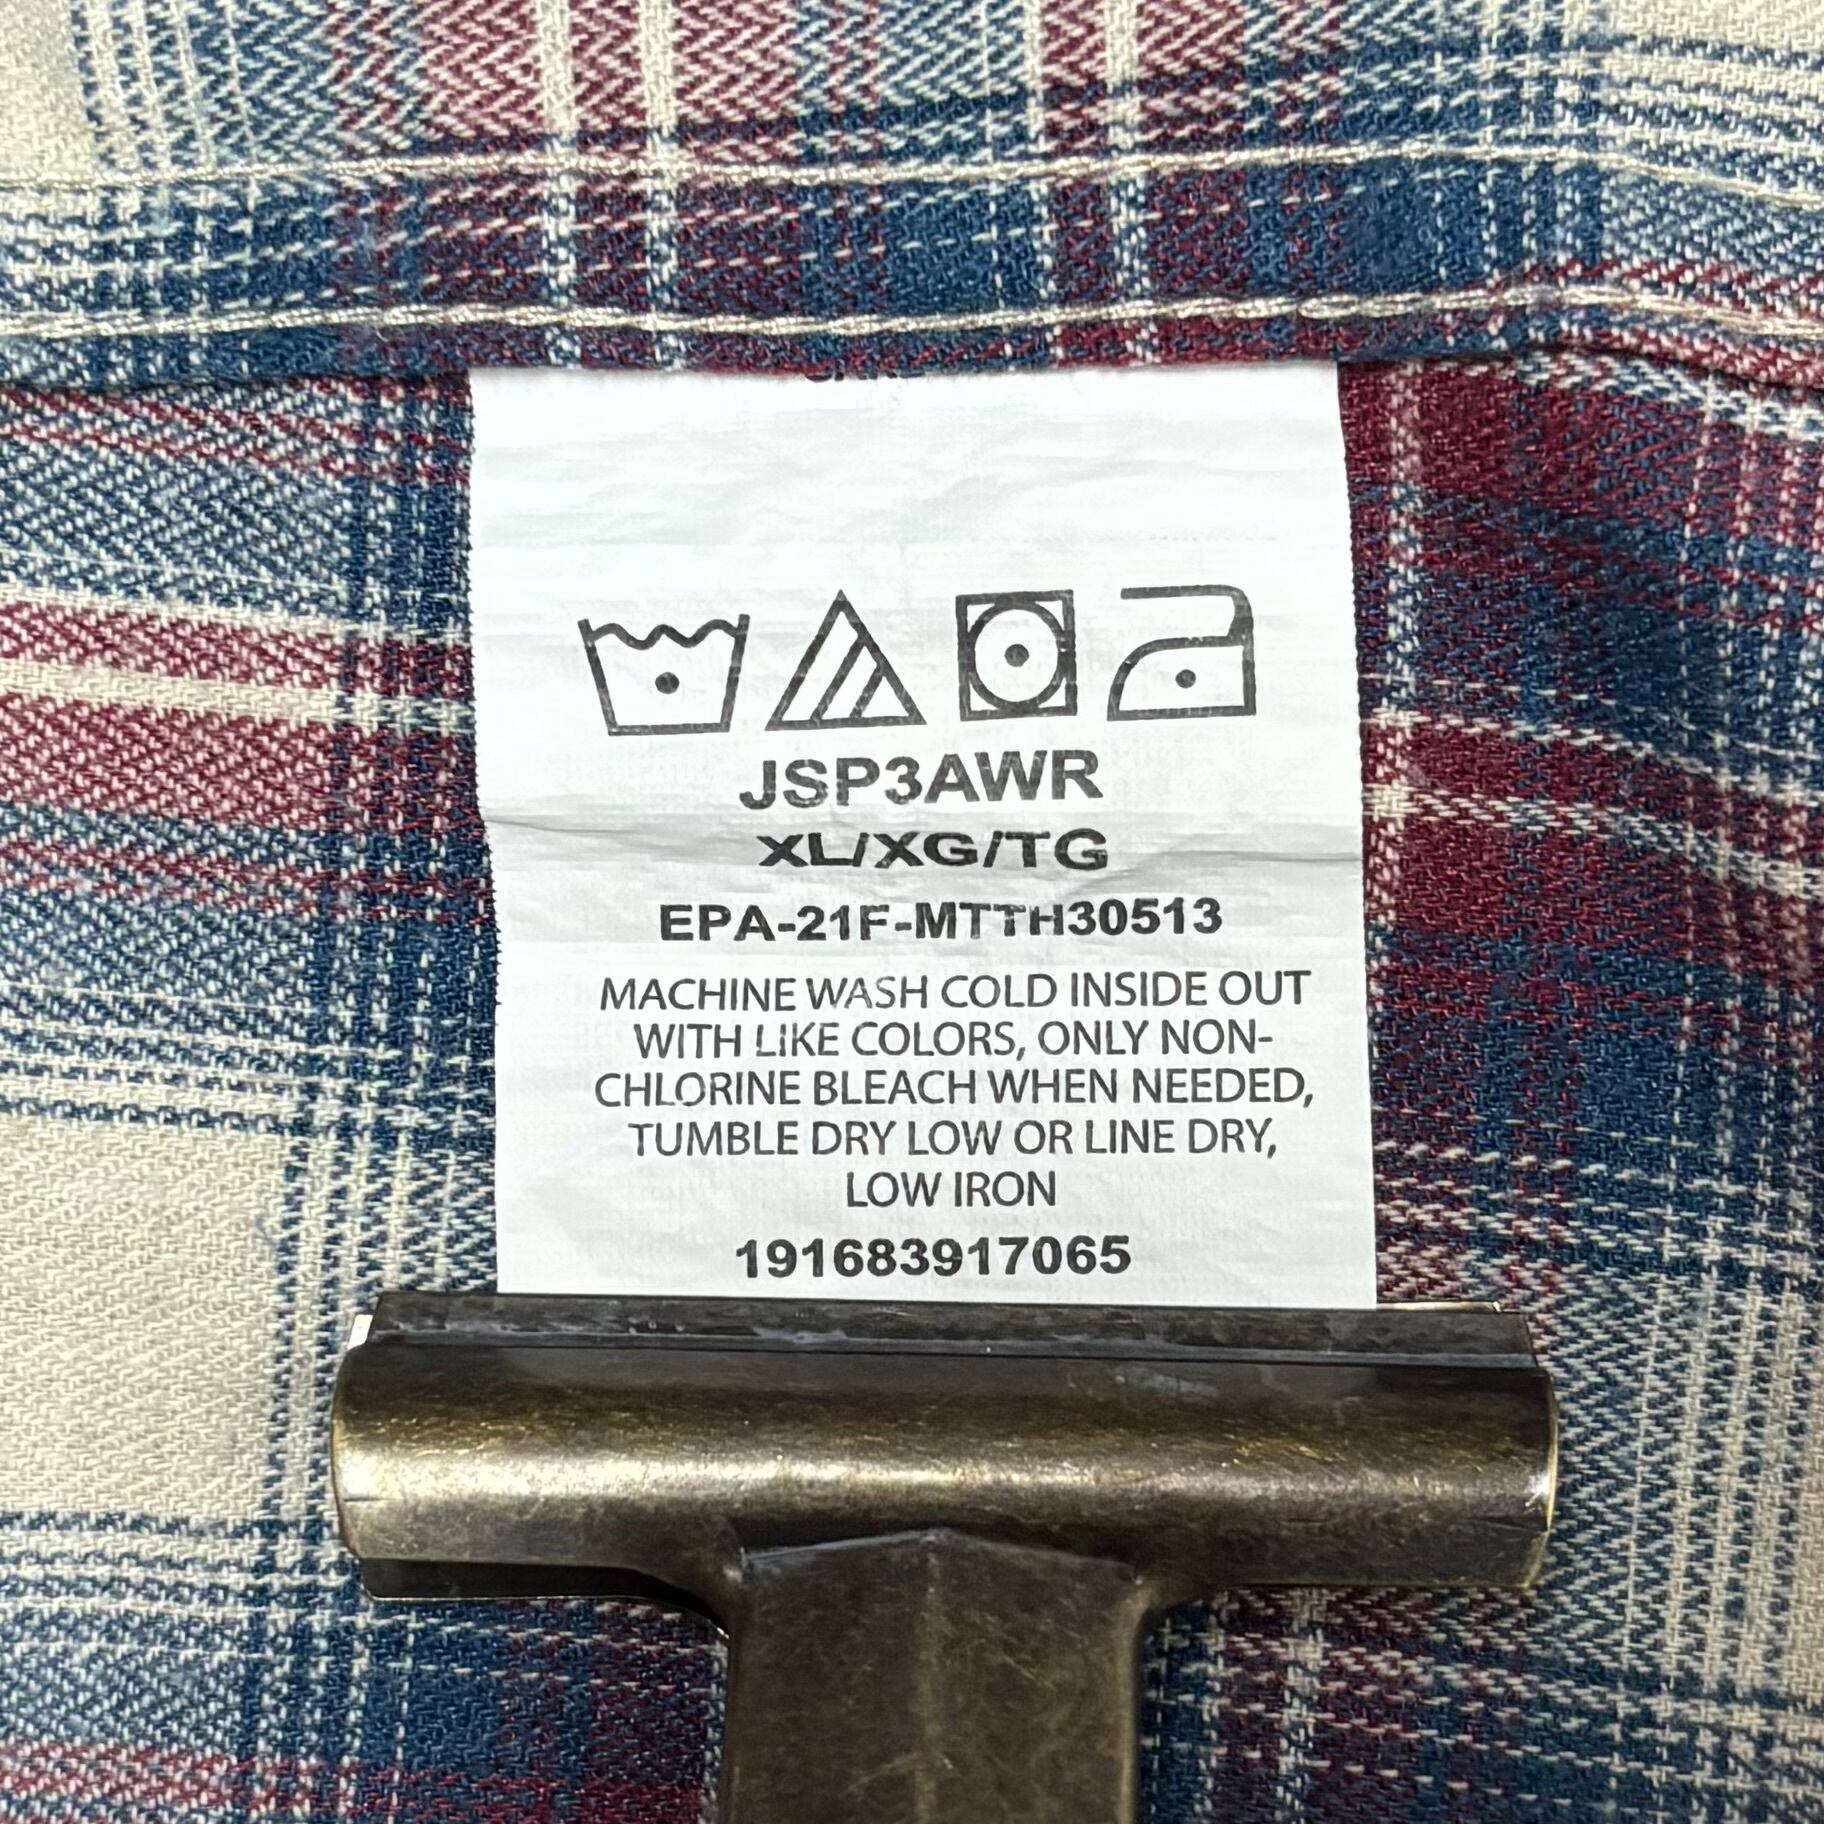 JSP3AWR
XL/XG/TG
EPA-21F-MTTH30513
MACHINE WASH COLD INSIDE OUT
WITH LIKE COLORS, ONLY NON-
CHLORINE BLEACH WHEN NEEDED,
TUMBLE DRY LOW OR LINE DRY,
LOW IRON
191683917065